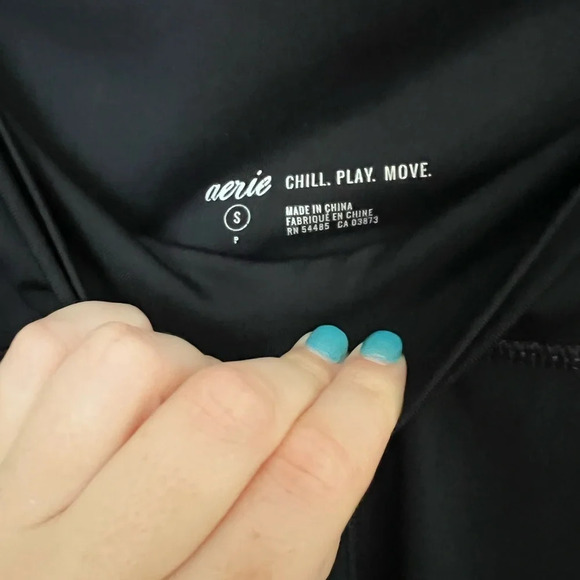 aerie CHILL. PLAY. MOVE.
S
P
MADE IN CHINA
FABRIQUÉ EN CHINE
RN 54485 CA 03873